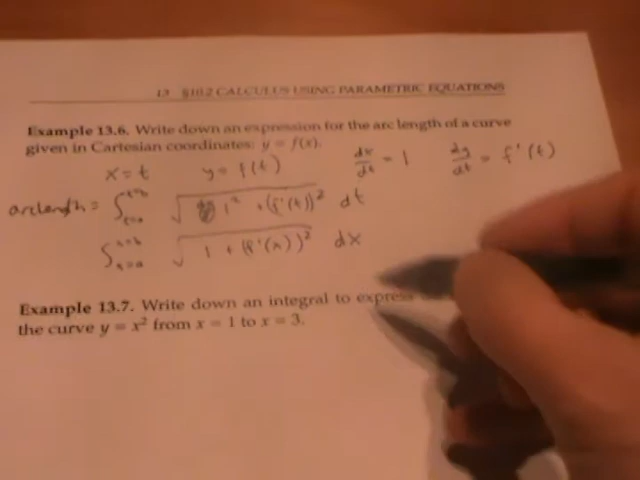 13 §10.2 CALCULUS USING PARAMETRIC EQUATIONS
Example 13.6. Write down an expression for the arc length of a curve
given in Cartesian coordinates: y = f(x).
x = t y = f(t) dx/dt = 1 dy/dt = f'(t)
arclength = ∫_{t=a}^{t=b} √(1² + (f'(t))²) dt
∫_{x=a}^{x=b} √(1 + (f'(x))²) dx
Example 13.7. Write down an integral to express
the curve y = x² from x = 1 to x = 3.